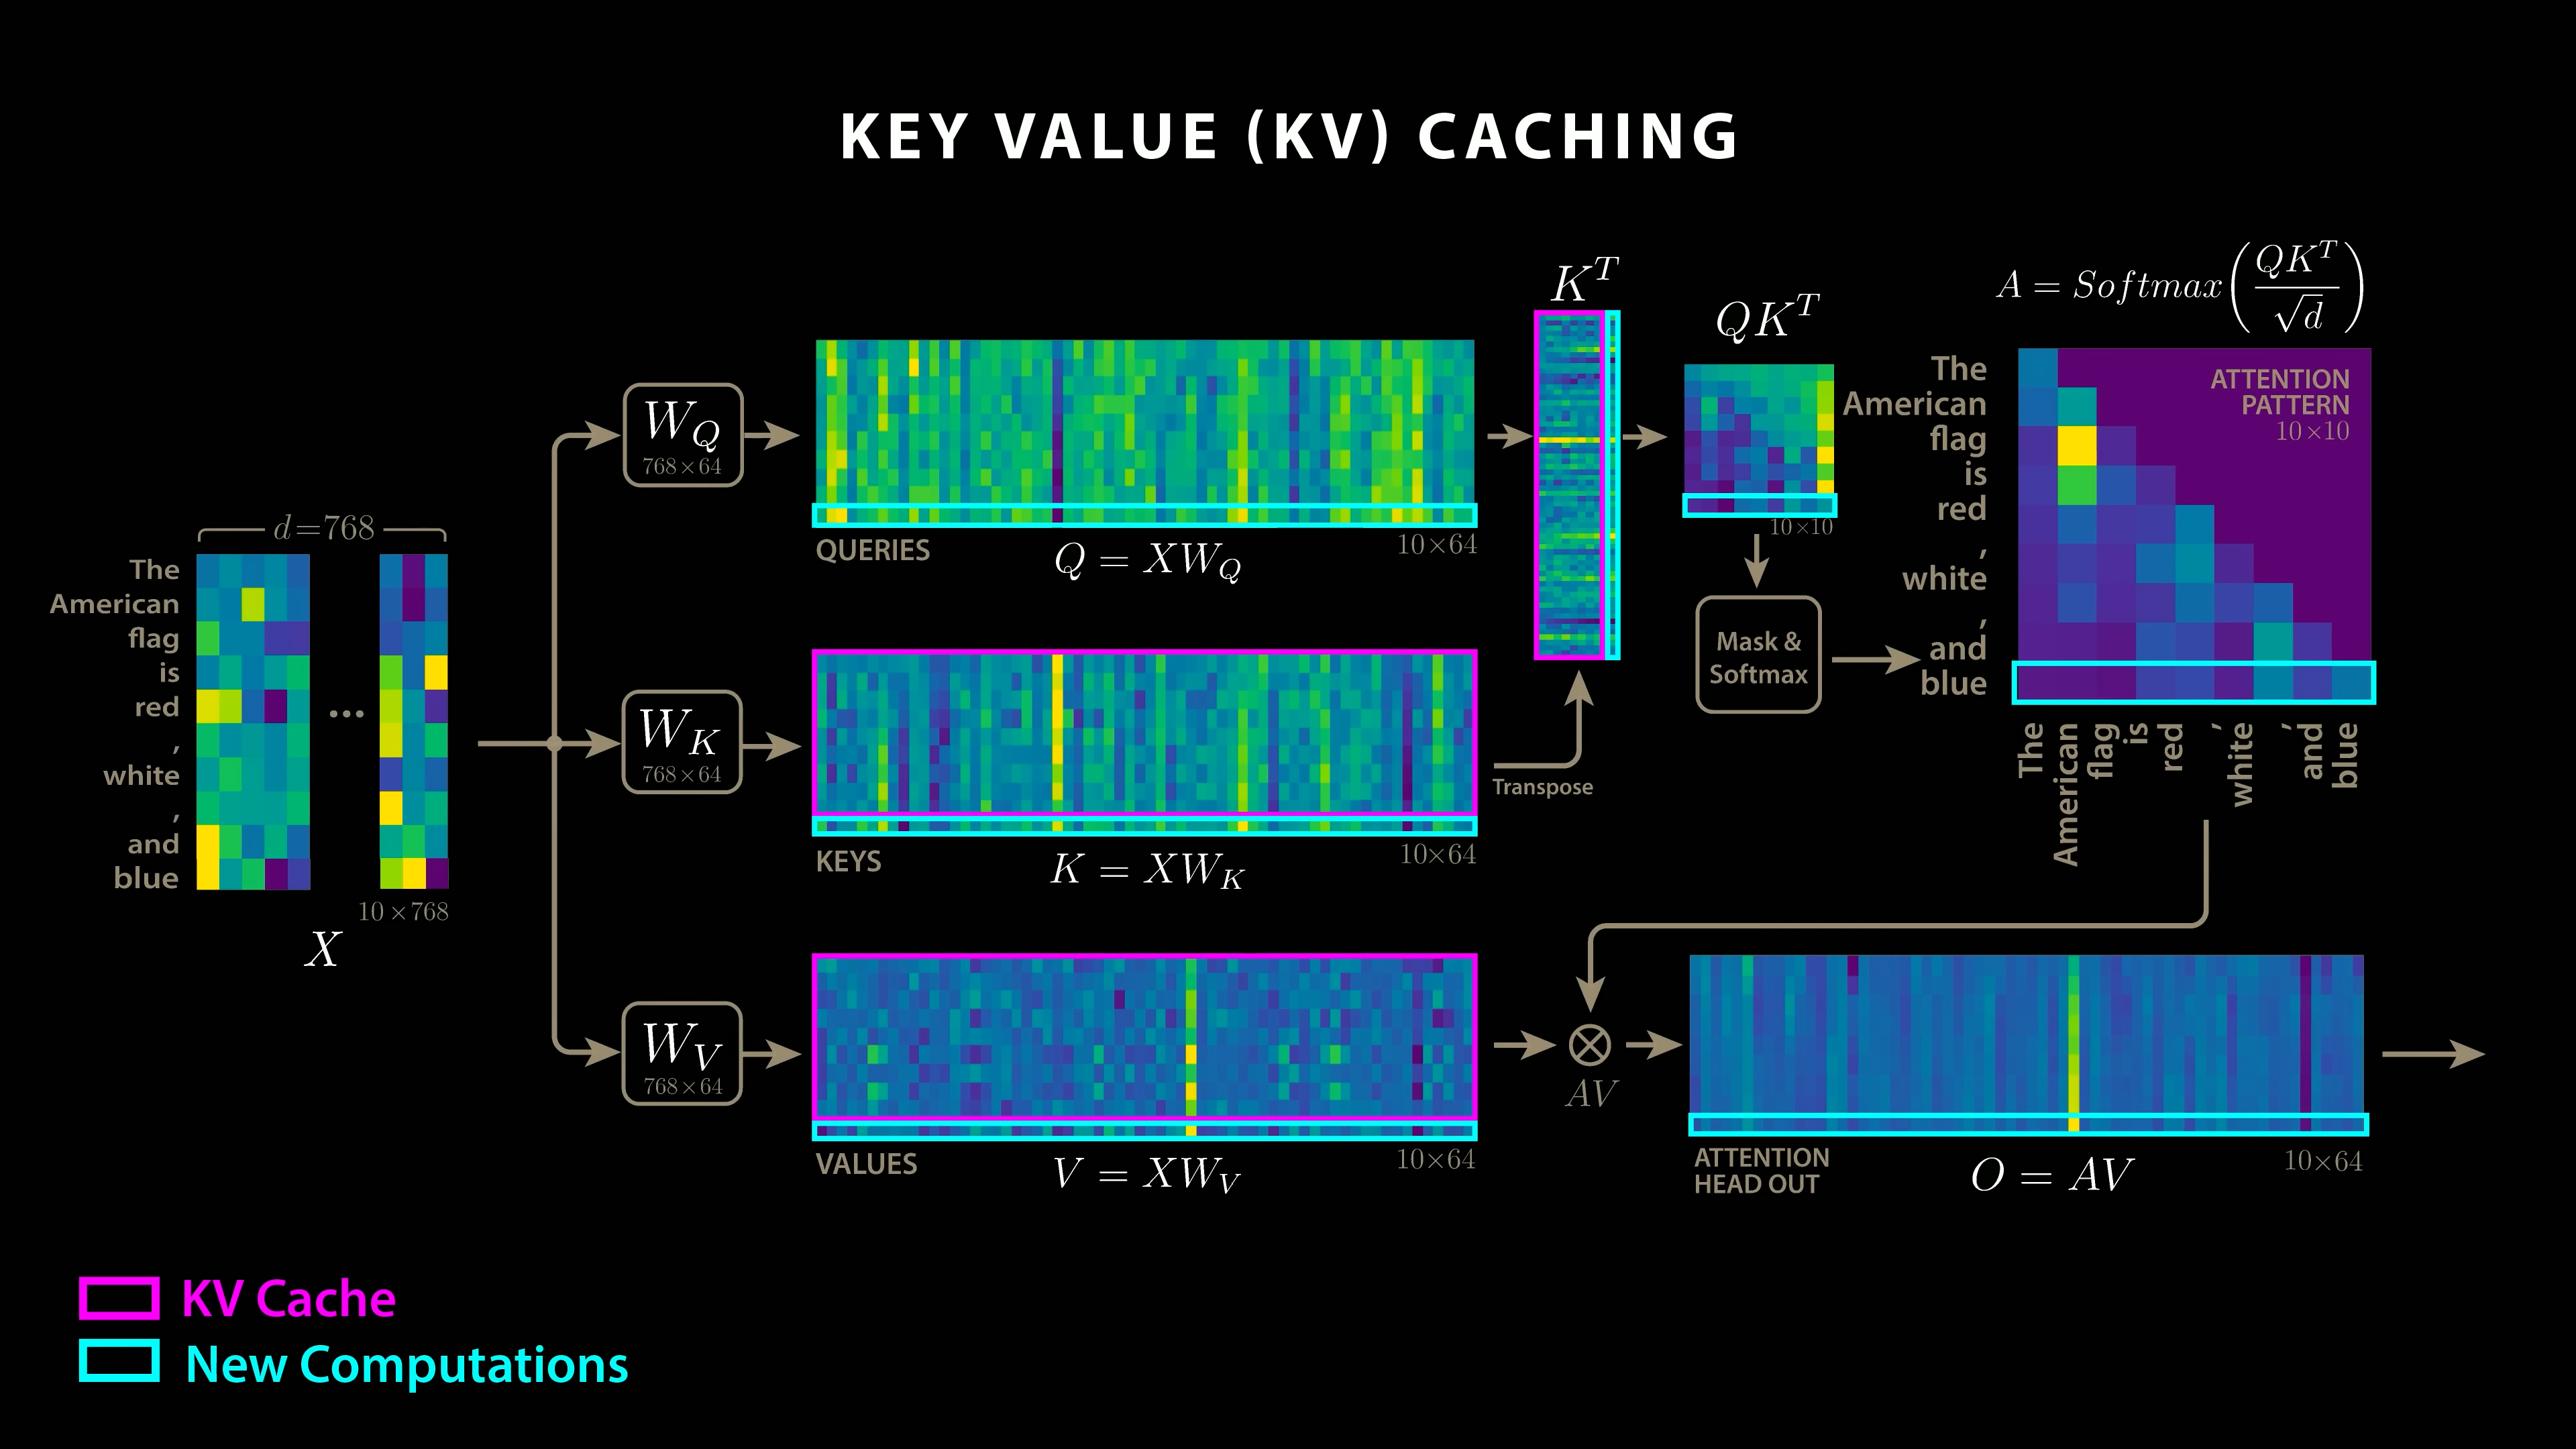 KEY VALUE (KV) CACHING
d=768
The
American
flag
is
red
,
white
,
and
blue
...
10×768
X
W_Q
768×64
W_K
768×64
W_V
768×64
QUERIES
Q = XW_Q
10×64
KEYS
K = XW_K
10×64
VALUES
V = XW_V
10×64
K^T
Transpose
QK^T
10×10
Mask &
Softmax
A = Softmax(QK^T/√d)
ATTENTION
PATTERN
10×10
The
American
flag
is
red
,
white
,
and
blue
The
American
flag
is
red
,
white
,
and
blue
AV
ATTENTION
HEAD OUT
O = AV
10×64
KV Cache
New Computations